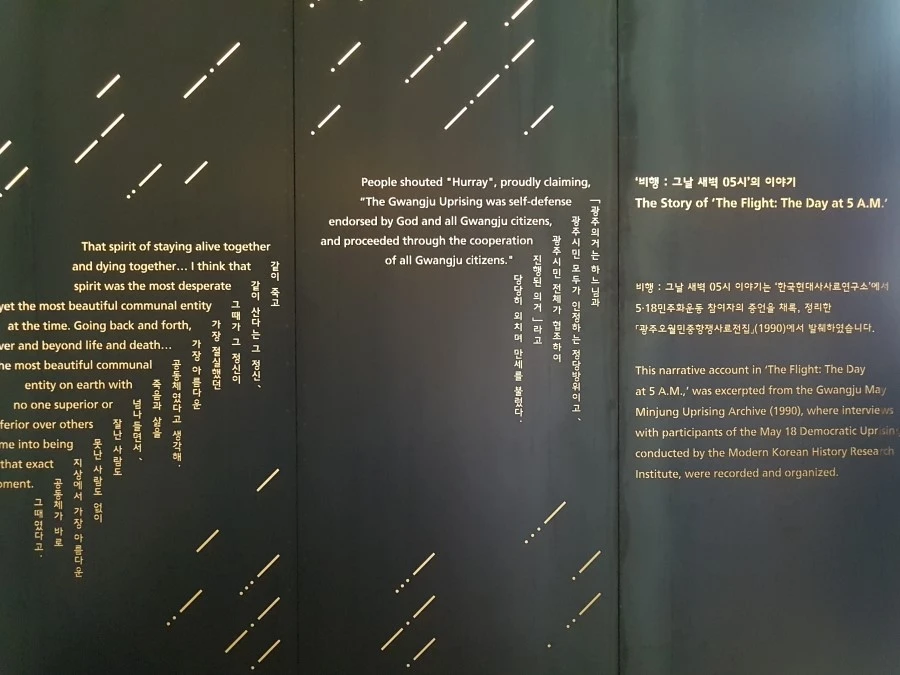 That spirit of staying alive together
and dying together... I think that
spirit was the most desperate
yet the most beautiful communal entity
at the time. Going back and forth,
ver and beyond life and death...
he most beautiful communal
entity on earth with
no one superior or
ferior over others
me into being
that exact
oment.
같이 죽고
같이 산다는 그 정신,
그때가 그 정신이
가장 절실했던
가장 아름다운
공동체였다고 생각해.
죽음과 삶을
넘나들면서,
잘난 사람도
못난 사람도 없이
지상에서 가장 아름다운
공동체가 바로
그때였다고.
People shouted "Hurray", proudly claiming,
"The Gwangju Uprising was self-defense
endorsed by God and all Gwangju citizens,
and proceeded through the cooperation
of all Gwangju citizens."
「광주의거는 하느님과
광주시민 모두가 인정하는 정당방위이고,
광주시민 전체가 협조하여
진행된 의거」라고
당당히 외치며 만세를 불렀다.
'비행 : 그날 새벽 05시'의 이야기
The Story of 'The Flight: The Day at 5 A.M.'
비행 : 그날 새벽 05시 이야기는 '한국현대사사료연구소'에서
5·18민주화운동 참여자의 증언을 채록, 정리한
「광주오월민중항쟁사료전집」(1990)에서 발췌하였습니다.
This narrative account in 'The Flight: The Day
at 5 A.M.,' was excerpted from the Gwangju May
Minjung Uprising Archive (1990), where interviews
with participants of the May 18 Democratic Uprising
conducted by the Modern Korean History Research
Institute, were recorded and organized.